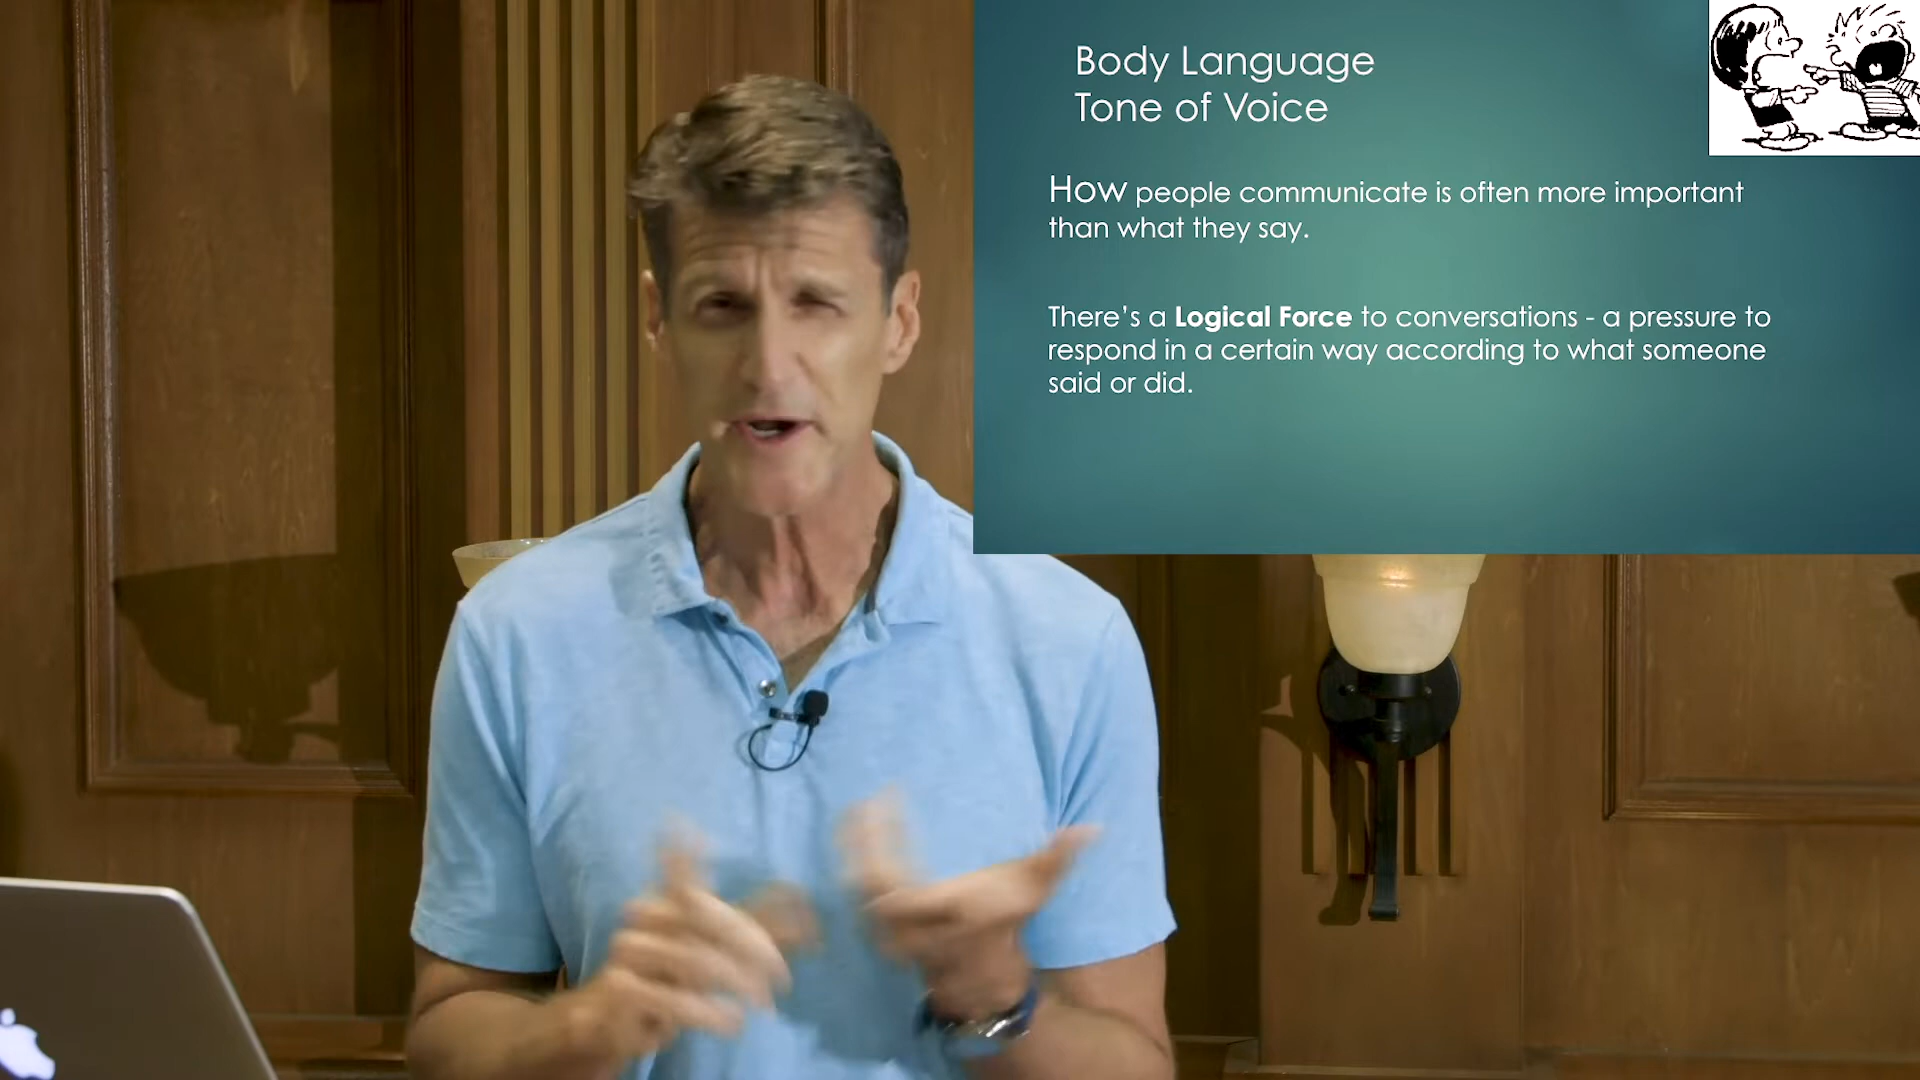 Body Language
Tone of Voice
How people communicate is often more important
than what they say.
There's a Logical Force to conversations - a pressure to
respond in a certain way according to what someone
said or did.